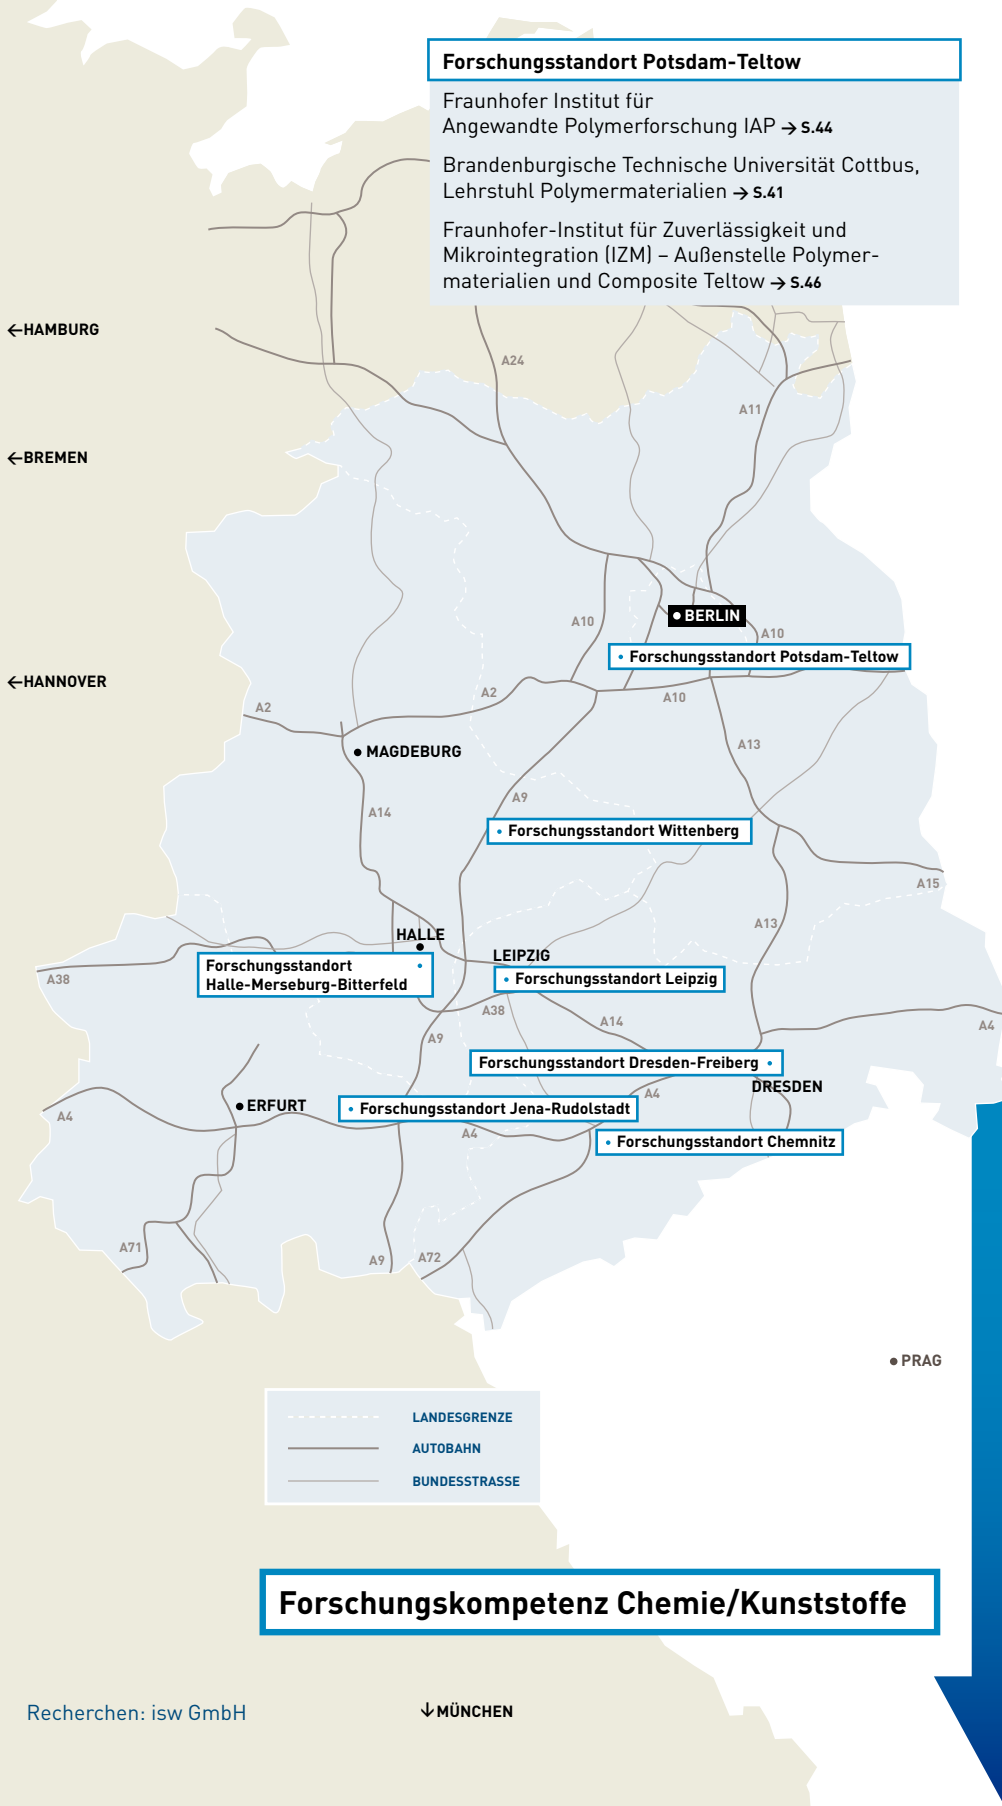 Forschungsstandort Potsdam-Teltow
Fraunhofer Institut für
Angewandte Polymerforschung IAP → S.44
Brandenburgische Technische Universität Cottbus,
Lehrstuhl Polymermaterialien → S.41
Fraunhofer-Institut für Zuverlässigkeit und
Mikrointegration (IZM) – Außenstelle Polymer-
materialien und Composite Teltow → S.46
←HAMBURG
A24
A11
←BREMEN
A10
• BERLIN
A10
• Forschungsstandort Potsdam-Teltow
←HANNOVER
A2
A2
A10
A13
• MAGDEBURG
A14
A9
• Forschungsstandort Wittenberg
A15
A13
HALLE
LEIPZIG
Forschungsstandort
Halle-Merseburg-Bitterfeld
• Forschungsstandort Leipzig
A38
A38
A14
A4
A9
Forschungsstandort Dresden-Freiberg •
DRESDEN
A4
• ERFURT
• Forschungsstandort Jena-Rudolstadt
A4
A4
• Forschungsstandort Chemnitz
A71
A9
A72
• PRAG
LANDESGRENZE
AUTOBAHN
BUNDESSTRASSE
Forschungskompetenz Chemie/Kunststoffe
Recherchen: isw GmbH
↓MÜNCHEN